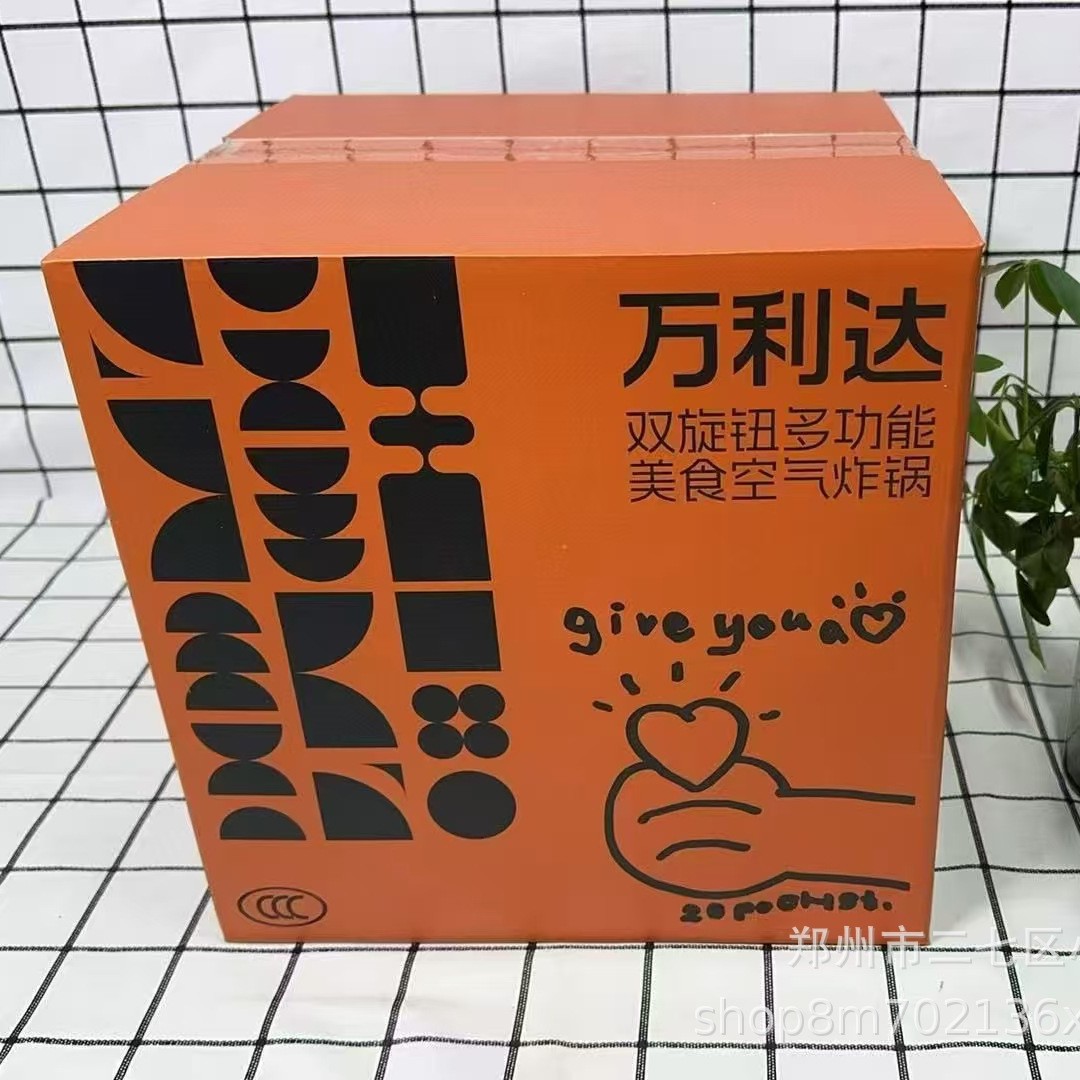 万利达
双旋钮多功能
美食空气炸锅
give you a
CCC
郑州市二七区
shop8m702136x